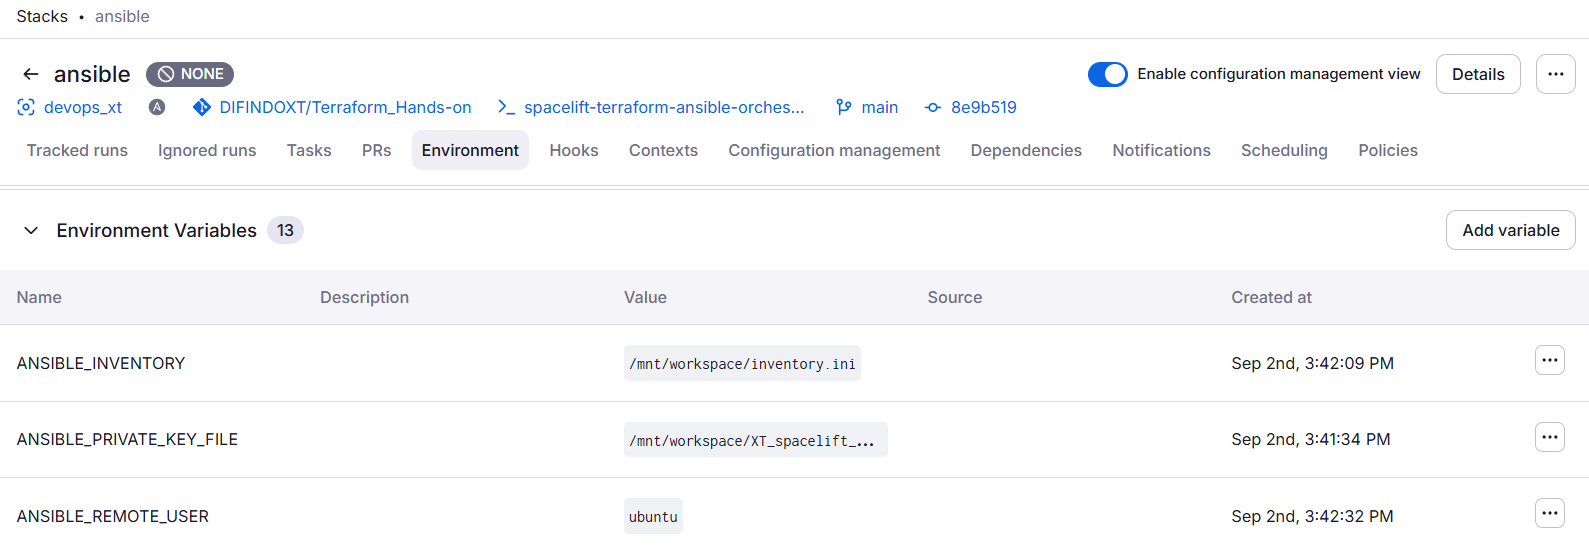 Stacks • ansible
ansible NONE Enable configuration management view Details ...
devops_xt A DIFINDOXT/Terraform_Hands-on spacelift-terraform-ansible-orches... main 8e9b519
Tracked runs Ignored runs Tasks PRs Environment Hooks Contexts Configuration management Dependencies Notifications Scheduling Policies
Environment Variables 13 Add variable
Name Description Value Source Created at
ANSIBLE_INVENTORY /mnt/workspace/inventory.ini Sep 2nd, 3:42:09 PM ...
ANSIBLE_PRIVATE_KEY_FILE /mnt/workspace/XT_spacelift_... Sep 2nd, 3:41:34 PM ...
ANSIBLE_REMOTE_USER ubuntu Sep 2nd, 3:42:32 PM ...